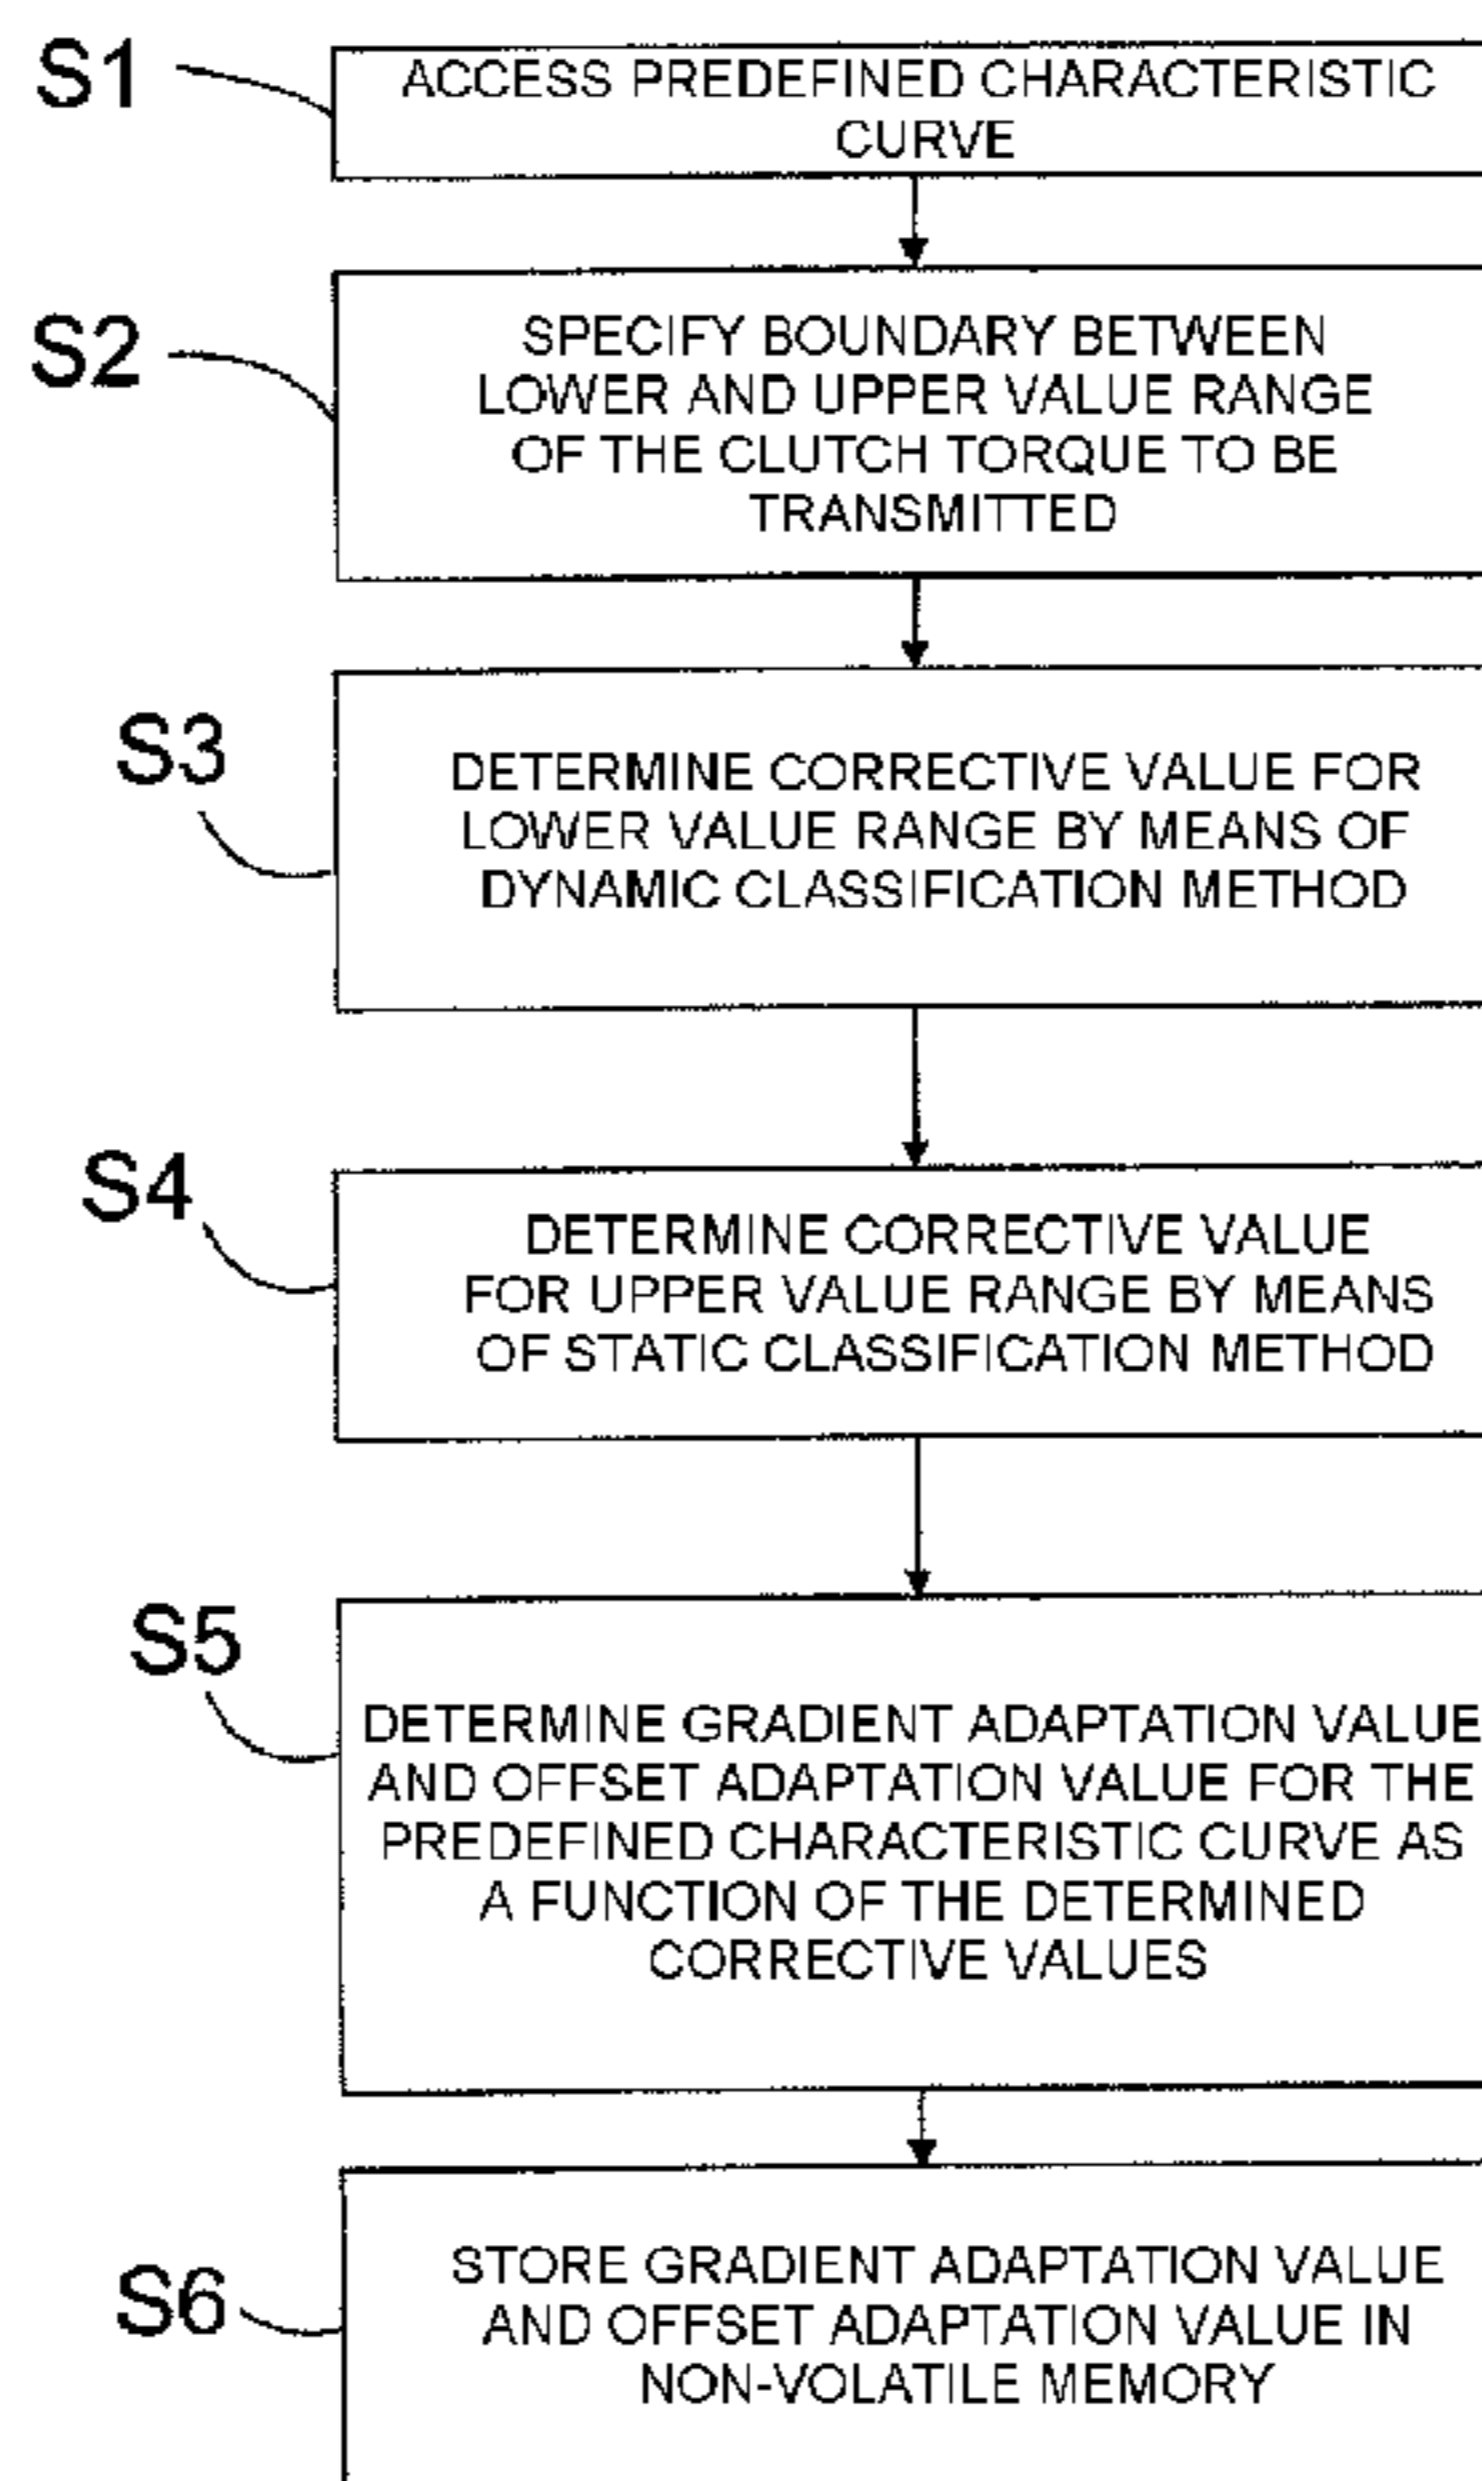 S1
ACCESS PREDEFINED CHARACTERISTIC
CURVE
S2
SPECIFY BOUNDARY BETWEEN
LOWER AND UPPER VALUE RANGE
OF THE CLUTCH TORQUE TO BE
TRANSMITTED
S3
DETERMINE CORRECTIVE VALUE FOR
LOWER VALUE RANGE BY MEANS OF
DYNAMIC CLASSIFICATION METHOD
S4
DETERMINE CORRECTIVE VALUE
FOR UPPER VALUE RANGE BY MEANS
OF STATIC CLASSIFICATION METHOD
S5
DETERMINE GRADIENT ADAPTATION VALUE
AND OFFSET ADAPTATION VALUE FOR THE
PREDEFINED CHARACTERISTIC CURVE AS
A FUNCTION OF THE DETERMINED
CORRECTIVE VALUES
S6
STORE GRADIENT ADAPTATION VALUE
AND OFFSET ADAPTATION VALUE IN
NON-VOLATILE MEMORY